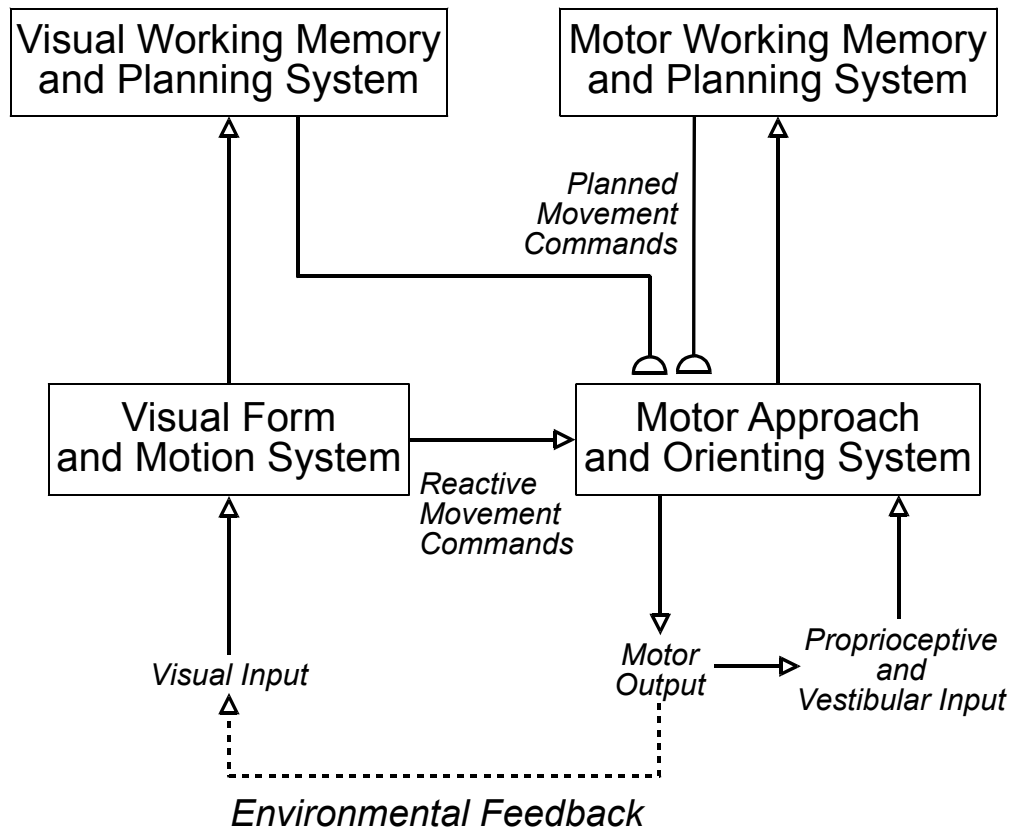 Visual Working Memory
and Planning System
Motor Working Memory
and Planning System
Planned
Movement
Commands
Visual Form
and Motion System
Motor Approach
and Orienting System
Reactive
Movement
Commands
Visual Input
Motor
Output
Proprioceptive
and
Vestibular Input
Environmental Feedback